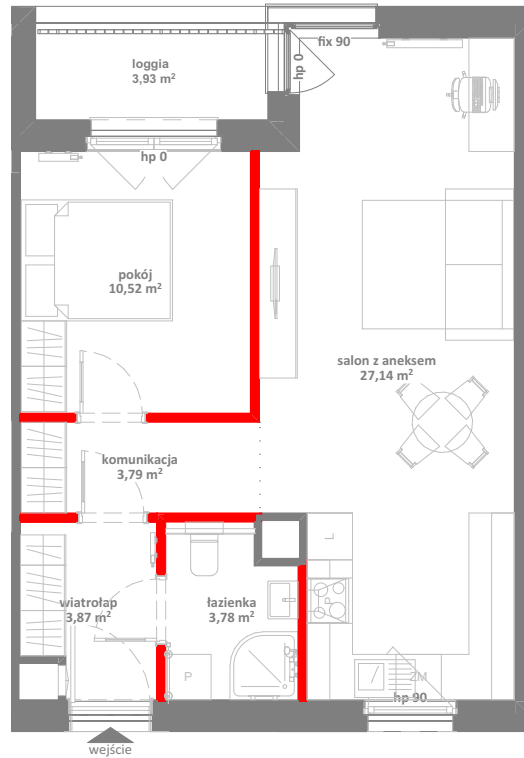 fix 90
hp 0
loggia
3,93 m²
hp 0
pokój
10,52 m²
salon z aneksem
27,14 m²
komunikacja
3,79 m²
L
P
wiatrołap
3,87 m²
łazienka
3,78 m²
P
ZM
hp 90
wejście